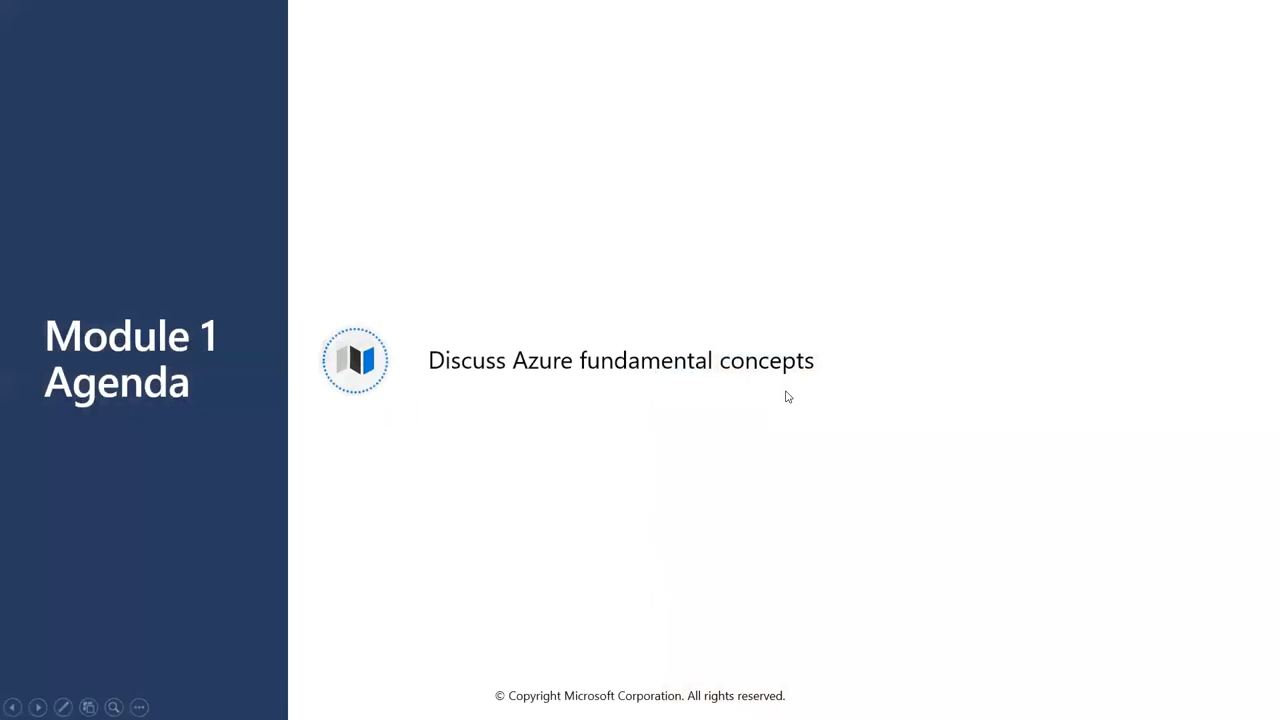 Module 1
Agenda
Discuss Azure fundamental concepts
© Copyright Microsoft Corporation. All rights reserved.